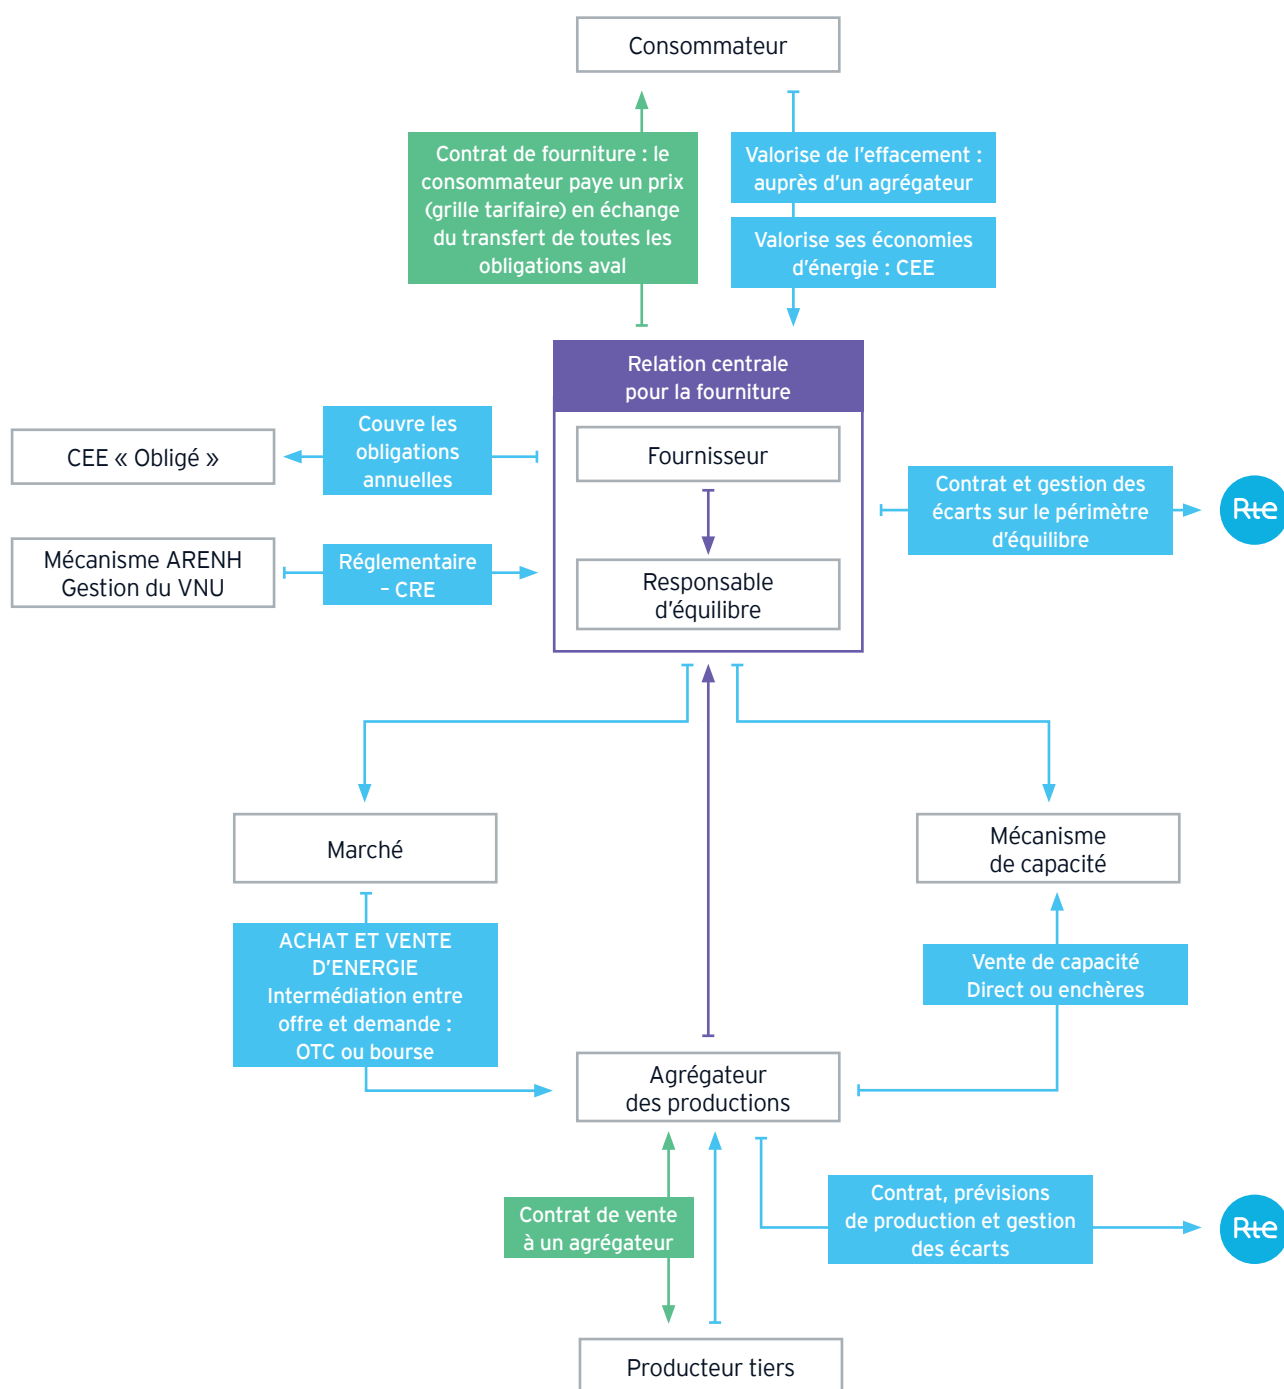 Consommateur
Contrat de fourniture : le
consommateur paye un prix
(grille tarifaire) en échange
du transfert de toutes les
obligations aval
Valorise de l'effacement :
auprès d'un agrégateur
Valorise ses économies
d'énergie : CEE
Relation centrale
pour la fourniture
CEE « Obligé »
Couvre les
obligations
annuelles
Fournisseur
Contrat et gestion des
écarts sur le périmètre
d'équilibre
Rte
Mécanisme ARENH
Gestion du VNU
Réglementaire
– CRE
Responsable
d'équilibre
Marché
Mécanisme
de capacité
ACHAT ET VENTE
D'ENERGIE
Intermédiation entre
offre et demande :
OTC ou bourse
Vente de capacité
Direct ou enchères
Agrégateur
des productions
Contrat de vente
à un agrégateur
Contrat, prévisions
de production et gestion
des écarts
Rte
Producteur tiers